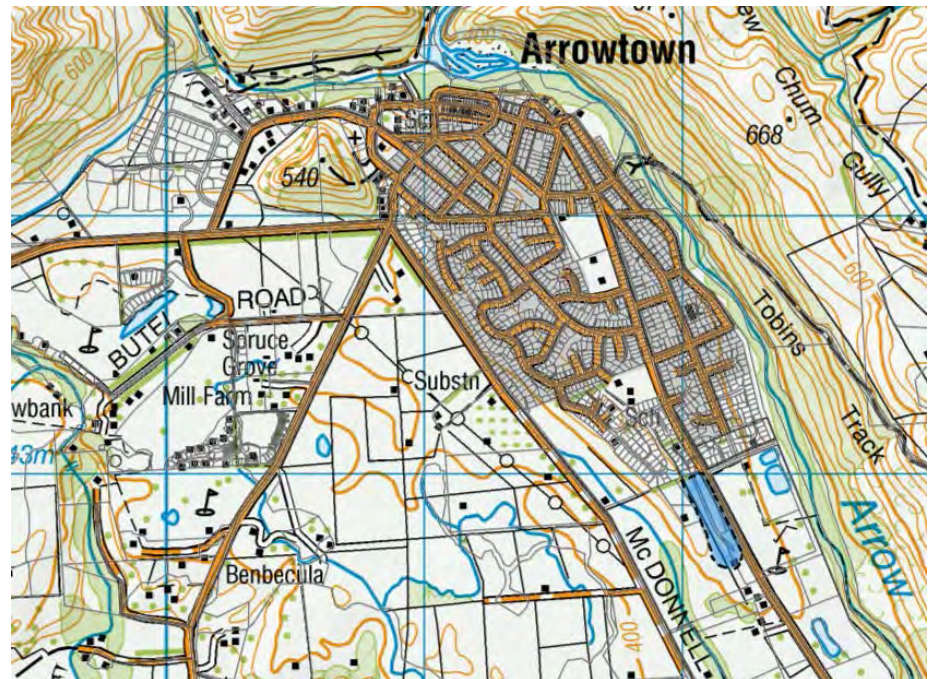 Arrowtown
600
Chum
668
Gully
540
600
ROAD
BUTEL
Tobins
Spruce
Grove
Substn
Mill Farm
wbank
Sch
Track
43m
Arrow
Mc DONNELL
Benbecula
400